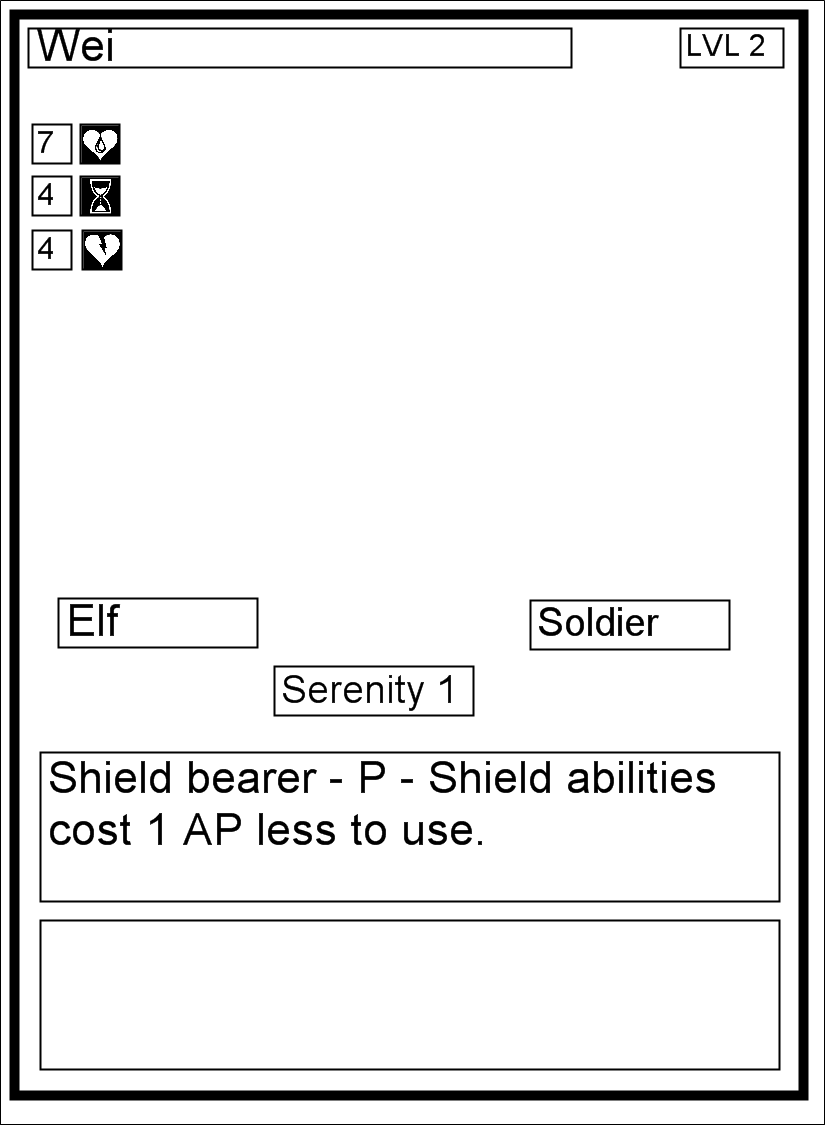 Wei
LVL 2
7
4
4
Elf
Soldier
Serenity 1
Shield bearer - P - Shield abilities
cost 1 AP less to use.